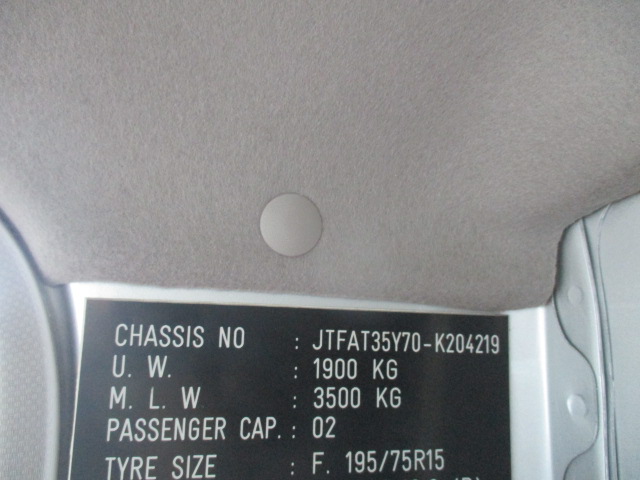 CHASSIS NO : JTFAT35Y70-K204219
U. W. : 1900 KG
M. L. W : 3500 KG
PASSENGER CAP. : 02
TYRE SIZE : F. 195/75R15